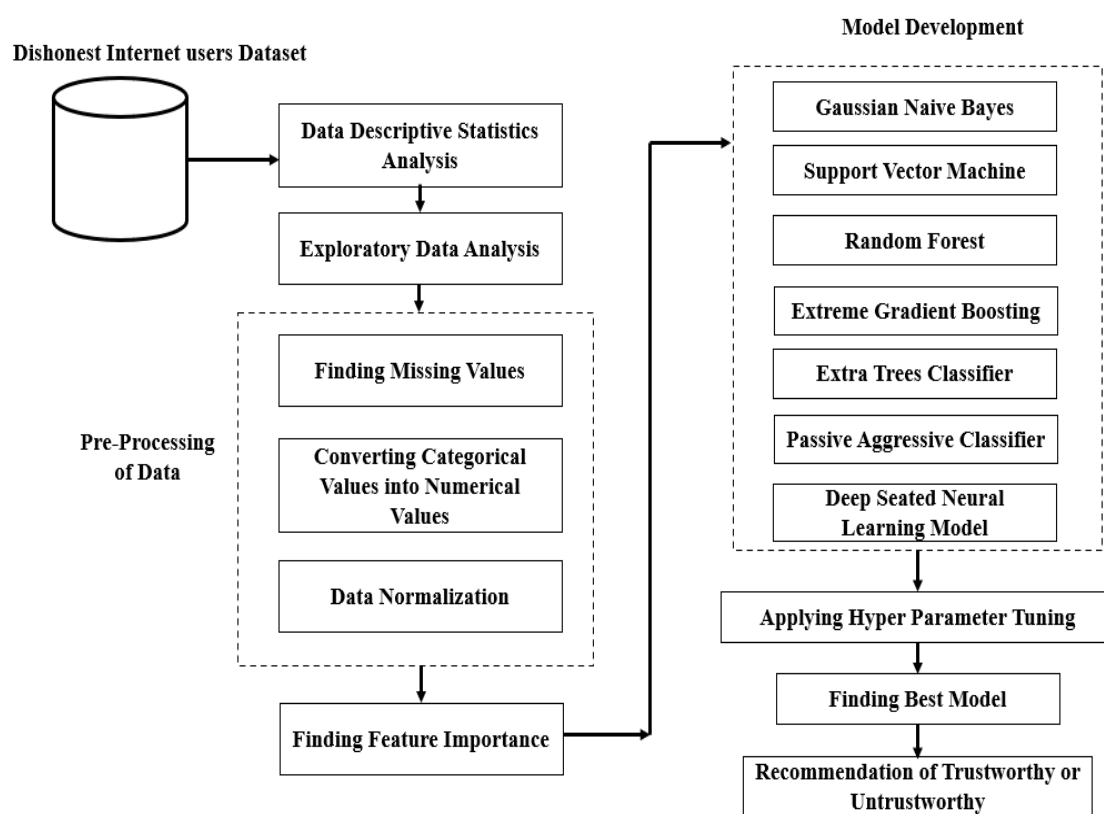 Dishonest Internet users Dataset
Data Descriptive Statistics
Analysis
Exploratory Data Analysis
Pre-Processing
of Data
Finding Missing Values
Converting Categorical
Values into Numerical
Values
Data Normalization
Finding Feature Importance
Model Development
Gaussian Naive Bayes
Support Vector Machine
Random Forest
Extreme Gradient Boosting
Extra Trees Classifier
Passive Aggressive Classifier
Deep Seated Neural
Learning Model
Applying Hyper Parameter Tuning
Finding Best Model
Recommendation of Trustworthy or
Untrustworthy